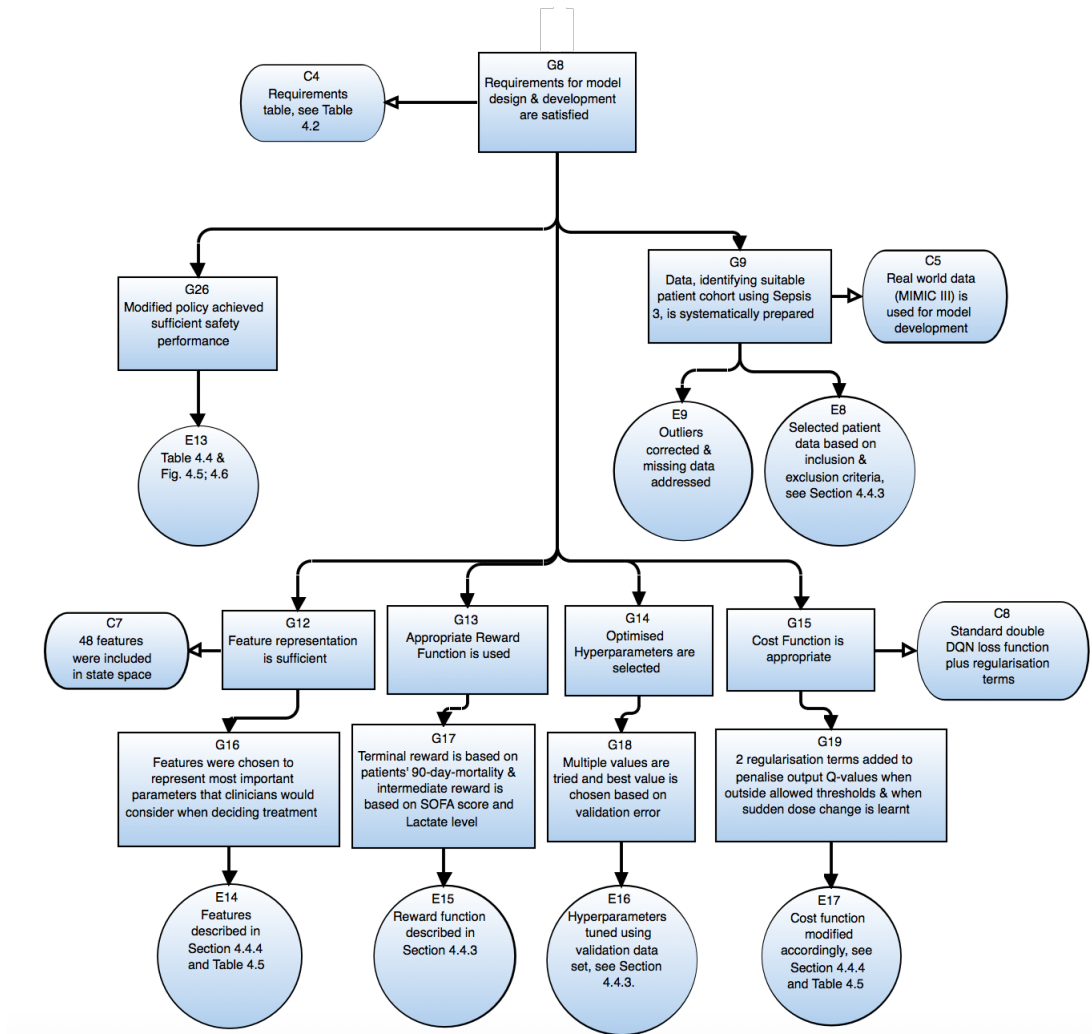 G8
Requirements for model
design & development
are satisfied
C4
Requirements
table, see Table
4.2
G26
Modified policy achieved
sufficient safety
performance
G9
Data, identifying suitable
patient cohort using Sepsis
3, is systematically prepared
C5
Real world data
(MIMIC III) is
used for model
development
E13
Table 4.4 &
Fig. 4.5; 4.6
E9
Outliers
corrected &
missing data
addressed
E8
Selected patient
data based on
inclusion &
exclusion criteria,
see Section 4.4.3
C7
48 features
were included
in state space
G12
Feature representation
is sufficient
G13
Appropriate Reward
Function is used
G14
Optimised
Hyperparameters are
selected
G15
Cost Function is
appropriate
C8
Standard double
DQN loss function
plus regularisation
terms
G16
Features were chosen to
represent most important
parameters that clinicians would
consider when deciding treatment
G17
Terminal reward is based on
patients' 90-day-mortality &
intermediate reward is
based on SOFA score and
Lactate level
G18
Multiple values are
tried and best value is
chosen based on
validation error
G19
2 regularisation terms added to
penalise output Q-values when
outside allowed thresholds & when
sudden dose change is learnt
E14
Features
described in
Section 4.4.4
and Table 4.5
E15
Reward function
described in
Section 4.4.3
E16
Hyperparameters
tuned using
validation data
set, see Section
4.4.3.
E17
Cost function
modified
accordingly, see
Section 4.4.4
and Table 4.5